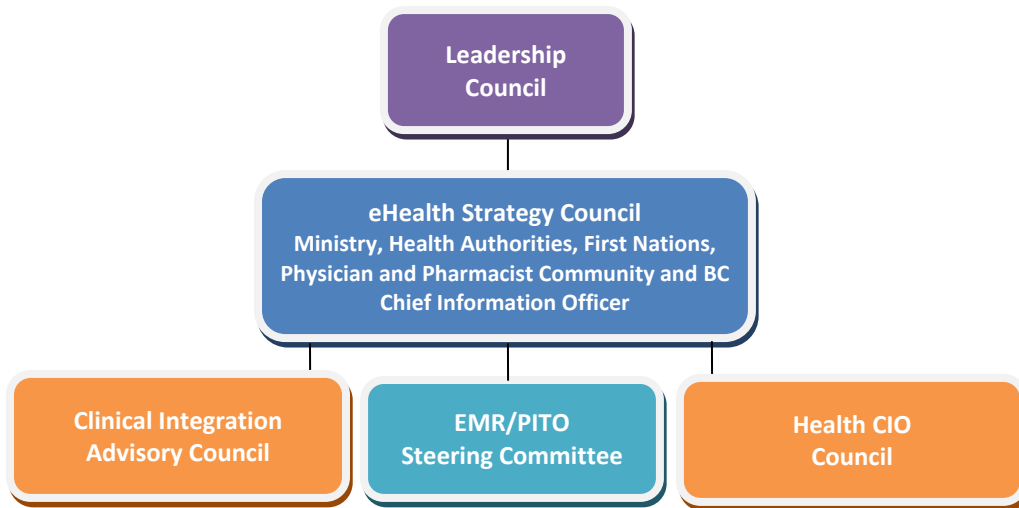 Leadership
Council
eHealth Strategy Council
Ministry, Health Authorities, First Nations,
Physician and Pharmacist Community and BC
Chief Information Officer
Clinical Integration
Advisory Council
EMR/PITO
Steering Committee
Health CIO
Council